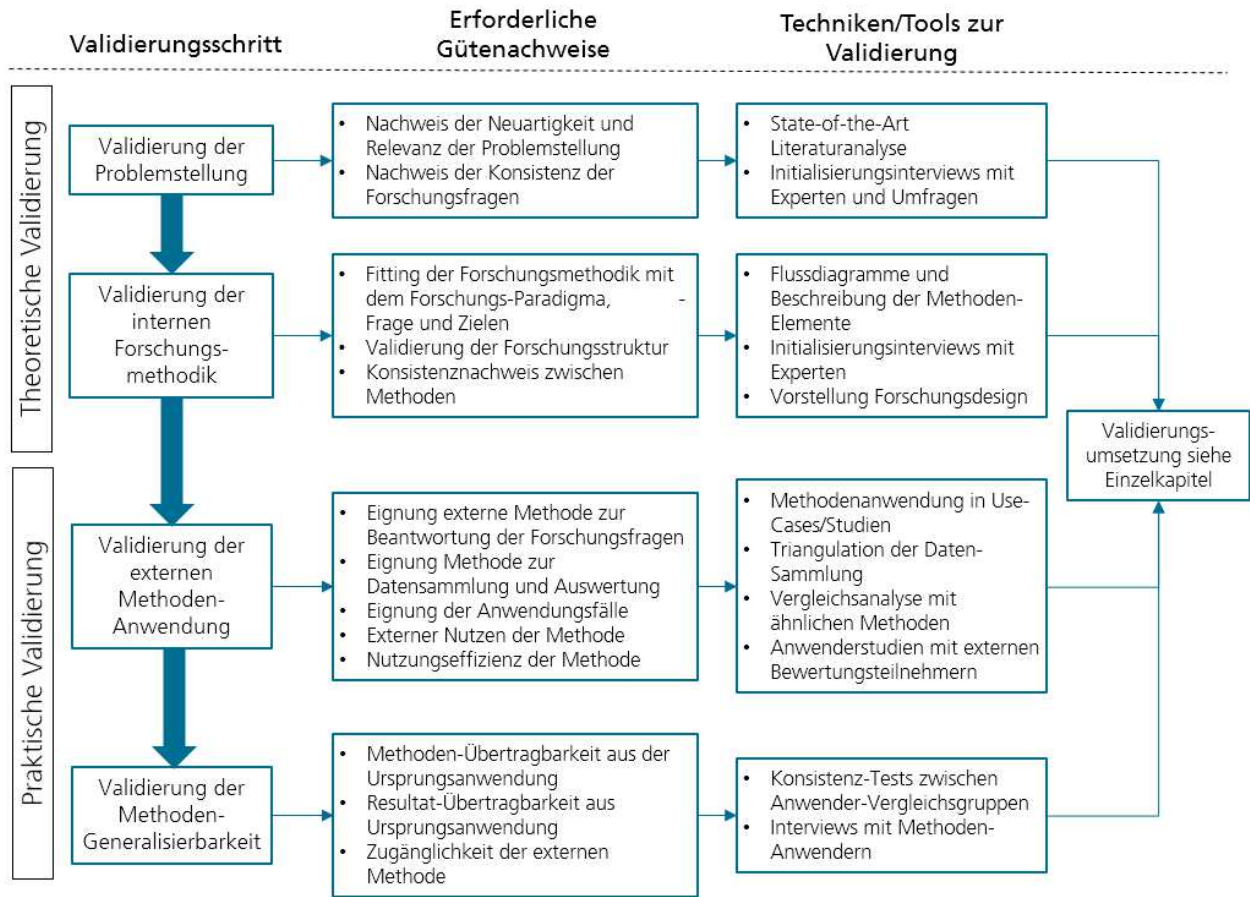 Validierungsschritt
Erforderliche
Gütenachweise
Techniken/Tools zur
Validierung
Theoretische Validierung
Validierung der
Problemstellung
• Nachweis der Neuartigkeit und
Relevanz der Problemstellung
• Nachweis der Konsistenz der
Forschungsfragen
• State-of-the-Art
Literaturanalyse
• Initialisierungsinterviews mit
Experten und Umfragen
Validierung der
internen
Forschungs-
methodik
• Fitting der Forschungsmethodik mit
dem Forschungs-Paradigma, -
Frage und Zielen
• Validierung der Forschungsstruktur
• Konsistenznachweis zwischen
Methoden
• Flussdiagramme und
Beschreibung der Methoden-
Elemente
• Initialisierungsinterviews mit
Experten
• Vorstellung Forschungsdesign
Validierungs-
umsetzung siehe
Einzelkapitel
Praktische Validierung
Validierung der
externen
Methoden-
Anwendung
• Eignung externe Methode zur
Beantwortung der Forschungsfragen
• Eignung Methode zur
Datensammlung und Auswertung
• Eignung der Anwendungsfälle
• Externer Nutzen der Methode
• Nutzungseffizienz der Methode
• Methodenanwendung in Use-
Cases/Studien
• Triangulation der Daten-
Sammlung
• Vergleichsanalyse mit
ähnlichen Methoden
• Anwenderstudien mit externen
Bewertungsteilnehmern
Validierung der
Methoden-
Generalisierbarkeit
• Methoden-Übertragbarkeit aus der
Ursprungsanwendung
• Resultat-Übertragbarkeit aus
Ursprungsanwendung
• Zugänglichkeit der externen
Methode
• Konsistenz-Tests zwischen
Anwender-Vergleichsgruppen
• Interviews mit Methoden-
Anwendern